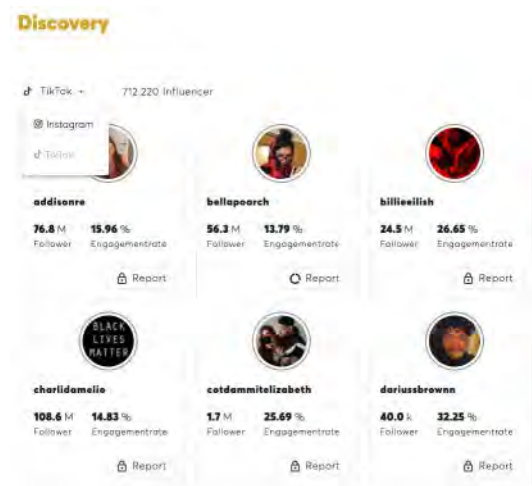 Discovery
TikTok 712.220 Influencer
Instagram
TikTok
addisonre bellapoarch billieeilish
76.8 M 15.96 % 56.3 M 13.79 % 24.5 M 26.65 %
Follower Engagementrate Follower Engagementrate Follower Engagementrate
Report Report Report
BLACK
LIVES
MATTER
charlidamelio cotdammitelizabeth dariussbrownn
108.6 M 14.83 % 1.7 M 25.69 % 40.0 k 32.25 %
Follower Engagementrate Follower Engagementrate Follower Engagementrate
Report Report Report